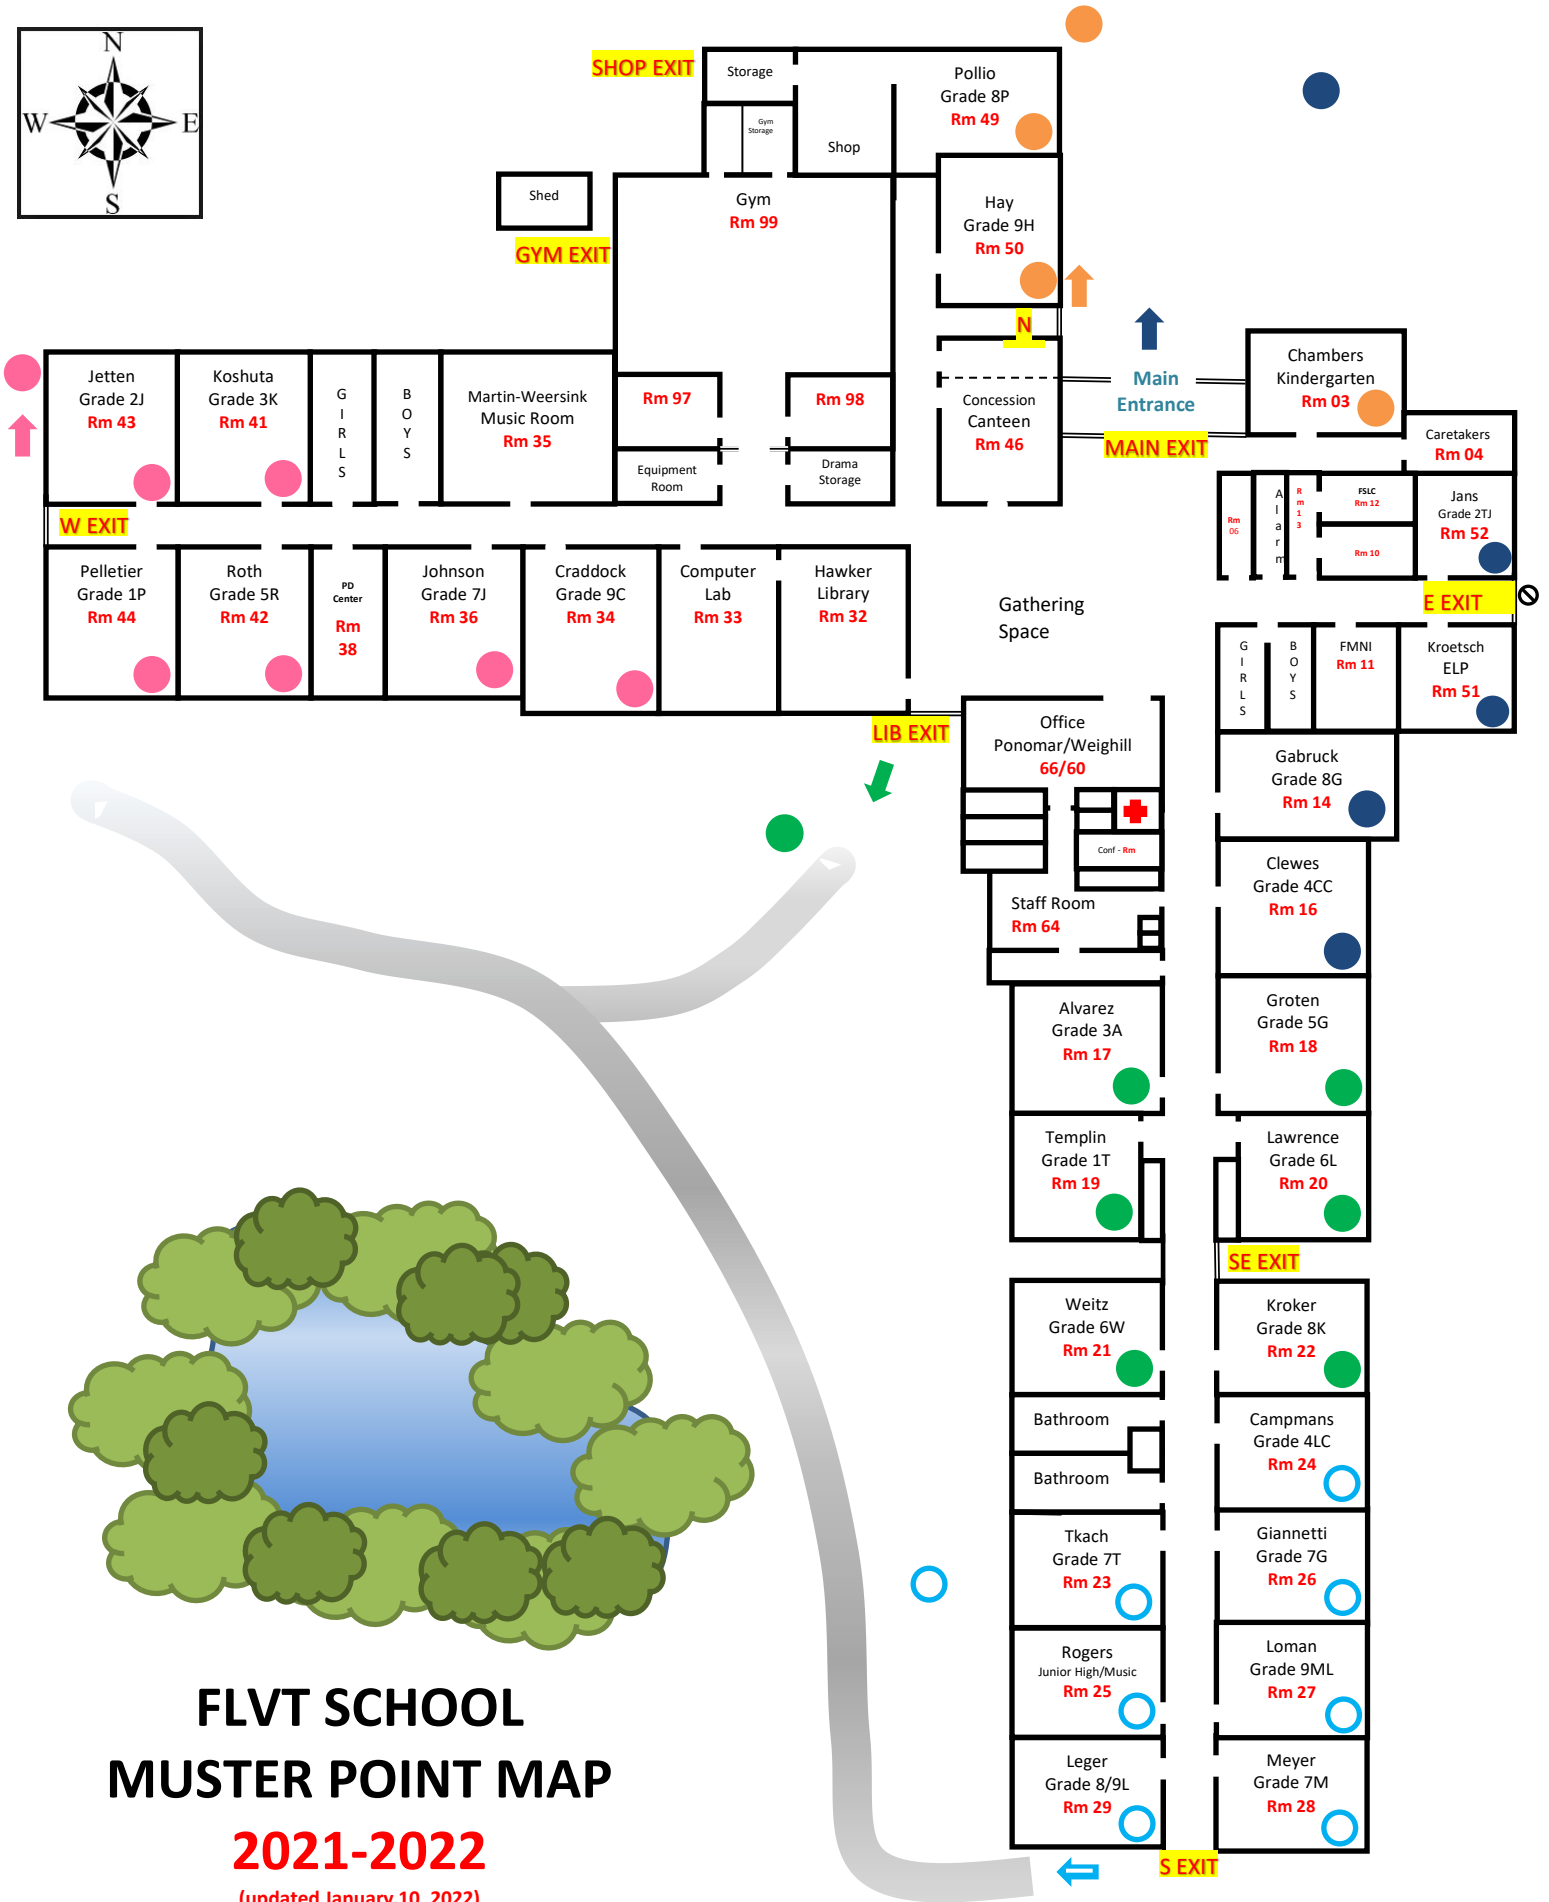 N
W
E
S
SHOP EXIT
Storage
Pollio
Grade 8P
Rm 49
Gym
Storage
Shop
Shed
Gym
Rm 99
GYM EXIT
Hay
Grade 9H
Rm 50
N
Jetten
Grade 2J
Rm 43
Koshuta
Grade 3K
Rm 41
G
I
R
L
S
B
O
Y
S
Martin-Weersink
Music Room
Rm 35
Rm 97
Equipment
Room
Rm 98
Drama
Storage
Concession
Canteen
Rm 46
Main
Entrance
MAIN EXIT
Chambers
Kindergarten
Rm 03
Caretakers
Rm 04
Rm
06
A
l
a
r
m
R
m
1
3
FSLC
Rm 12
Rm 10
Jans
Grade 2TJ
Rm 52
E EXIT
W EXIT
Pelletier
Grade 1P
Rm 44
Roth
Grade 5R
Rm 42
PD
Center
Rm
38
Johnson
Grade 7J
Rm 36
Craddock
Grade 9C
Rm 34
Computer
Lab
Rm 33
Hawker
Library
Rm 32
Gathering
Space
G
I
R
L
S
B
O
Y
S
FMNI
Rm 11
Kroetsch
ELP
Rm 51
LIB EXIT
Office
Ponomar/Weighill
66/60
Conf - Rm
Staff Room
Rm 64
Gabruck
Grade 8G
Rm 14
Clewes
Grade 4CC
Rm 16
Alvarez
Grade 3A
Rm 17
Groten
Grade 5G
Rm 18
Templin
Grade 1T
Rm 19
Lawrence
Grade 6L
Rm 20
SE EXIT
Weitz
Grade 6W
Rm 21
Kroker
Grade 8K
Rm 22
Bathroom
Bathroom
Campmans
Grade 4LC
Rm 24
Tkach
Grade 7T
Rm 23
Giannetti
Grade 7G
Rm 26
Rogers
Junior High/Music
Rm 25
Loman
Grade 9ML
Rm 27
Leger
Grade 8/9L
Rm 29
Meyer
Grade 7M
Rm 28
S EXIT
FLVT SCHOOL
MUSTER POINT MAP
2021-2022
(updated January 10, 2022)